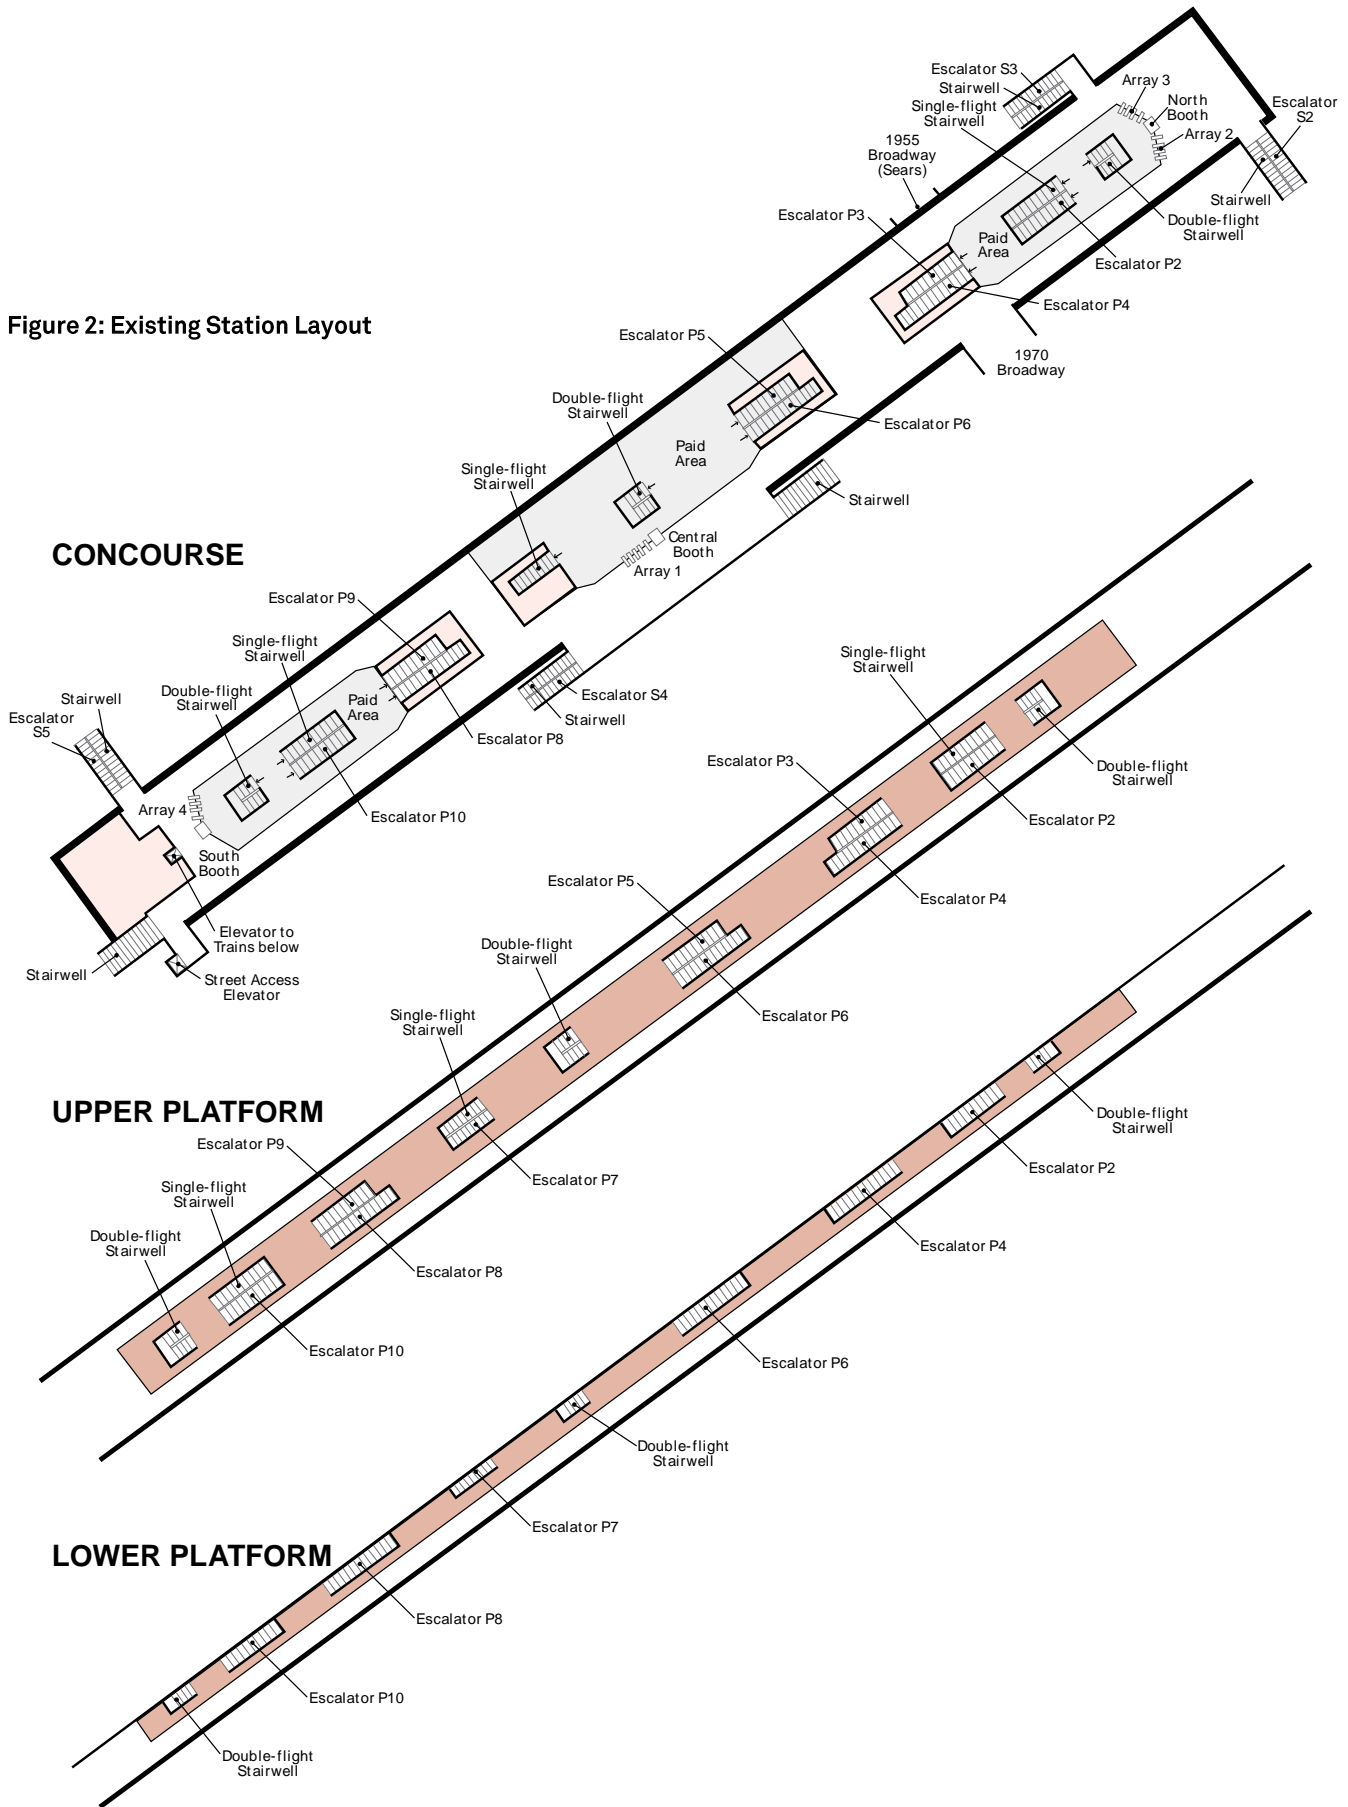 Escalator S3
Stairwell
Single-flight
Stairwell
Array 3
North
Booth
Array 2
Escalator
S2
1955
Broadway
(Sears)
Stairwell
Double-flight
Stairwell
Escalator P3
Paid
Area
Escalator P2
Escalator P4
Figure 2: Existing Station Layout
Escalator P5
1970
Broadway
Double-flight
Stairwell
Escalator P6
Paid
Area
Single-flight
Stairwell
Stairwell
CONCOURSE
Central
Booth
Array 1
Escalator P9
Single-flight
Stairwell
Double-flight
Stairwell
Paid
Area
Escalator S4
Stairwell
Stairwell
Escalator
S5
Escalator P8
Array 4
Escalator P10
South
Booth
Elevator to
Trains below
Stairwell
Street Access
Elevator
Single-flight
Stairwell
Escalator P3
Double-flight
Stairwell
Escalator P2
Escalator P5
Escalator P4
Double-flight
Stairwell
Single-flight
Stairwell
Escalator P6
UPPER PLATFORM
Escalator P9
Escalator P7
Single-flight
Stairwell
Double-flight
Stairwell
Escalator P8
Escalator P10
Double-flight
Stairwell
Escalator P2
Escalator P4
Escalator P6
Double-flight
Stairwell
Escalator P7
LOWER PLATFORM
Escalator P8
Escalator P10
Double-flight
Stairwell